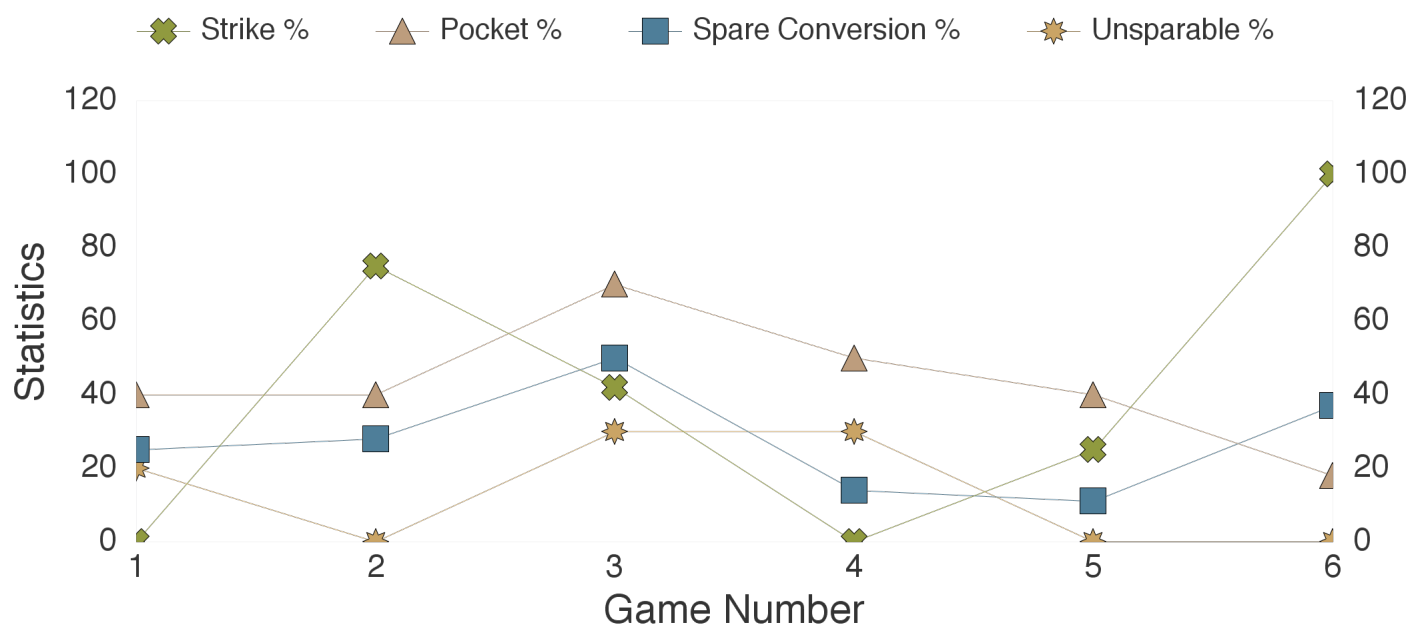 Strike % Pocket % Spare Conversion % Unsparable %
120 120
100 100
80 80
60 60
40 40
20 20
0 0
Statistics
1 2 3 4 5 6
Game Number